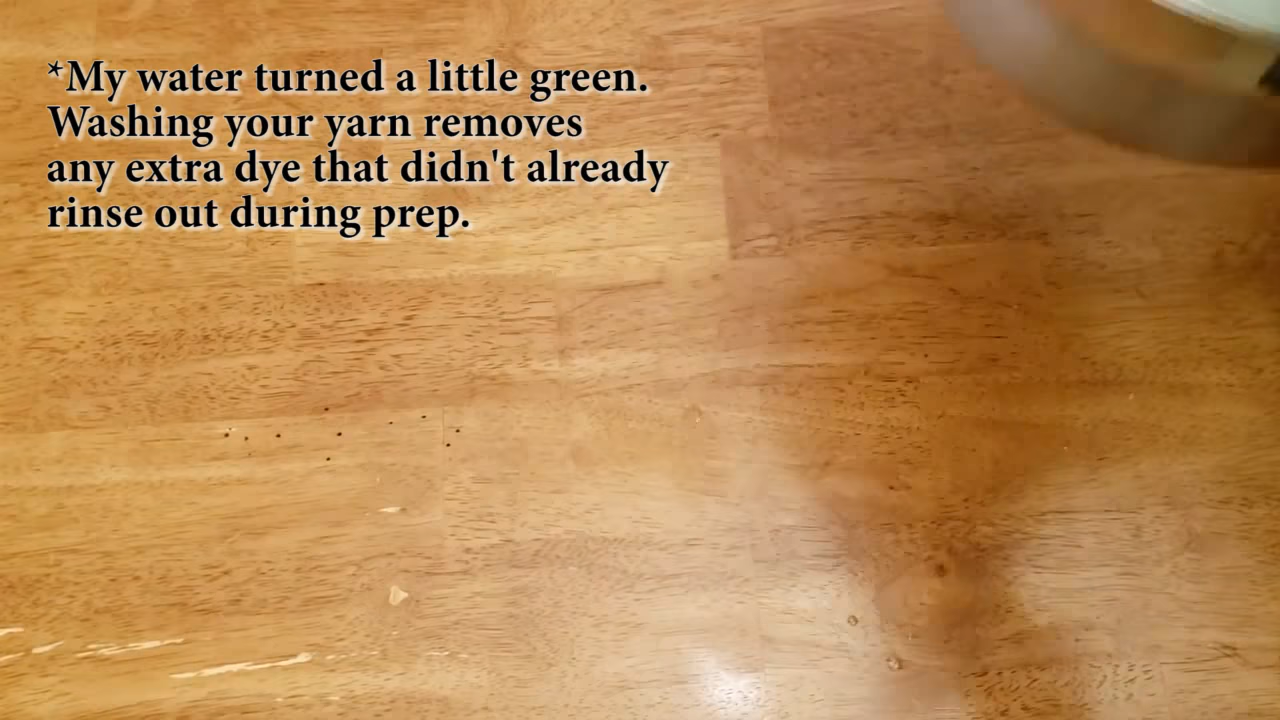 *My water turned a little green.
Washing your yarn removes
any extra dye that didn't already
rinse out during prep.